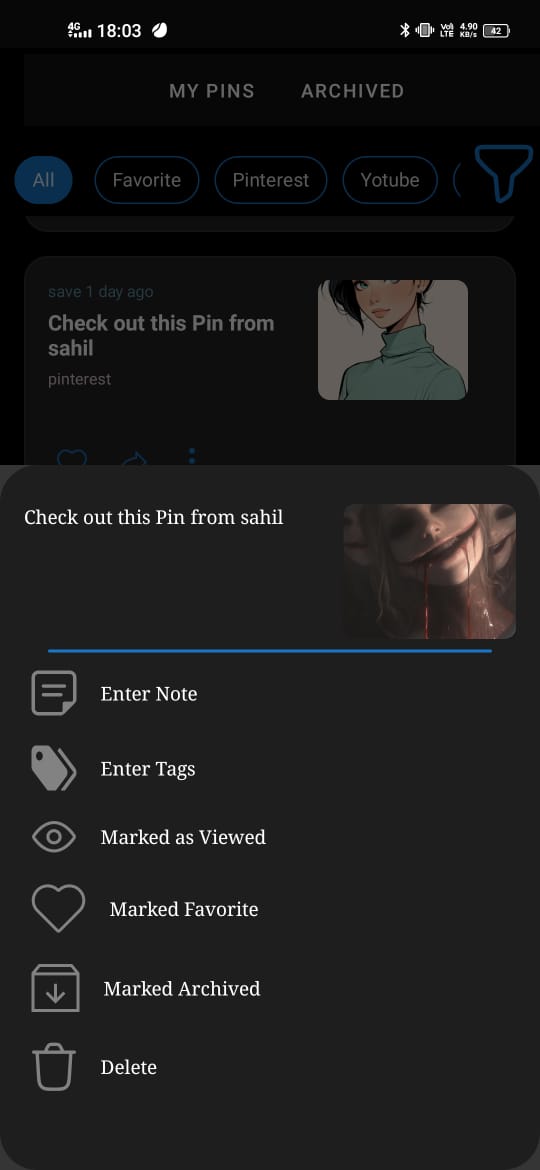 4G 18:03 Vol) LTE 4.90 KB/s 42
MY PINS ARCHIVED
All Favorite Pinterest Yotube
save 1 day ago
Check out this Pin from
sahil
pinterest
Check out this Pin from sahil
Enter Note
Enter Tags
Marked as Viewed
Marked Favorite
Marked Archived
Delete